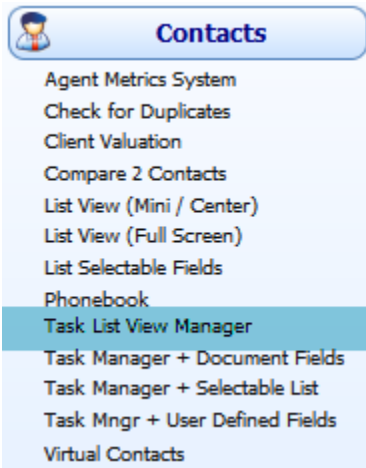 Contacts
Agent Metrics System
Check for Duplicates
Client Valuation
Compare 2 Contacts
List View (Mini / Center)
List View (Full Screen)
List Selectable Fields
Phonebook
Task List View Manager
Task Manager + Document Fields
Task Manager + Selectable List
Task Mngr + User Defined Fields
Virtual Contacts